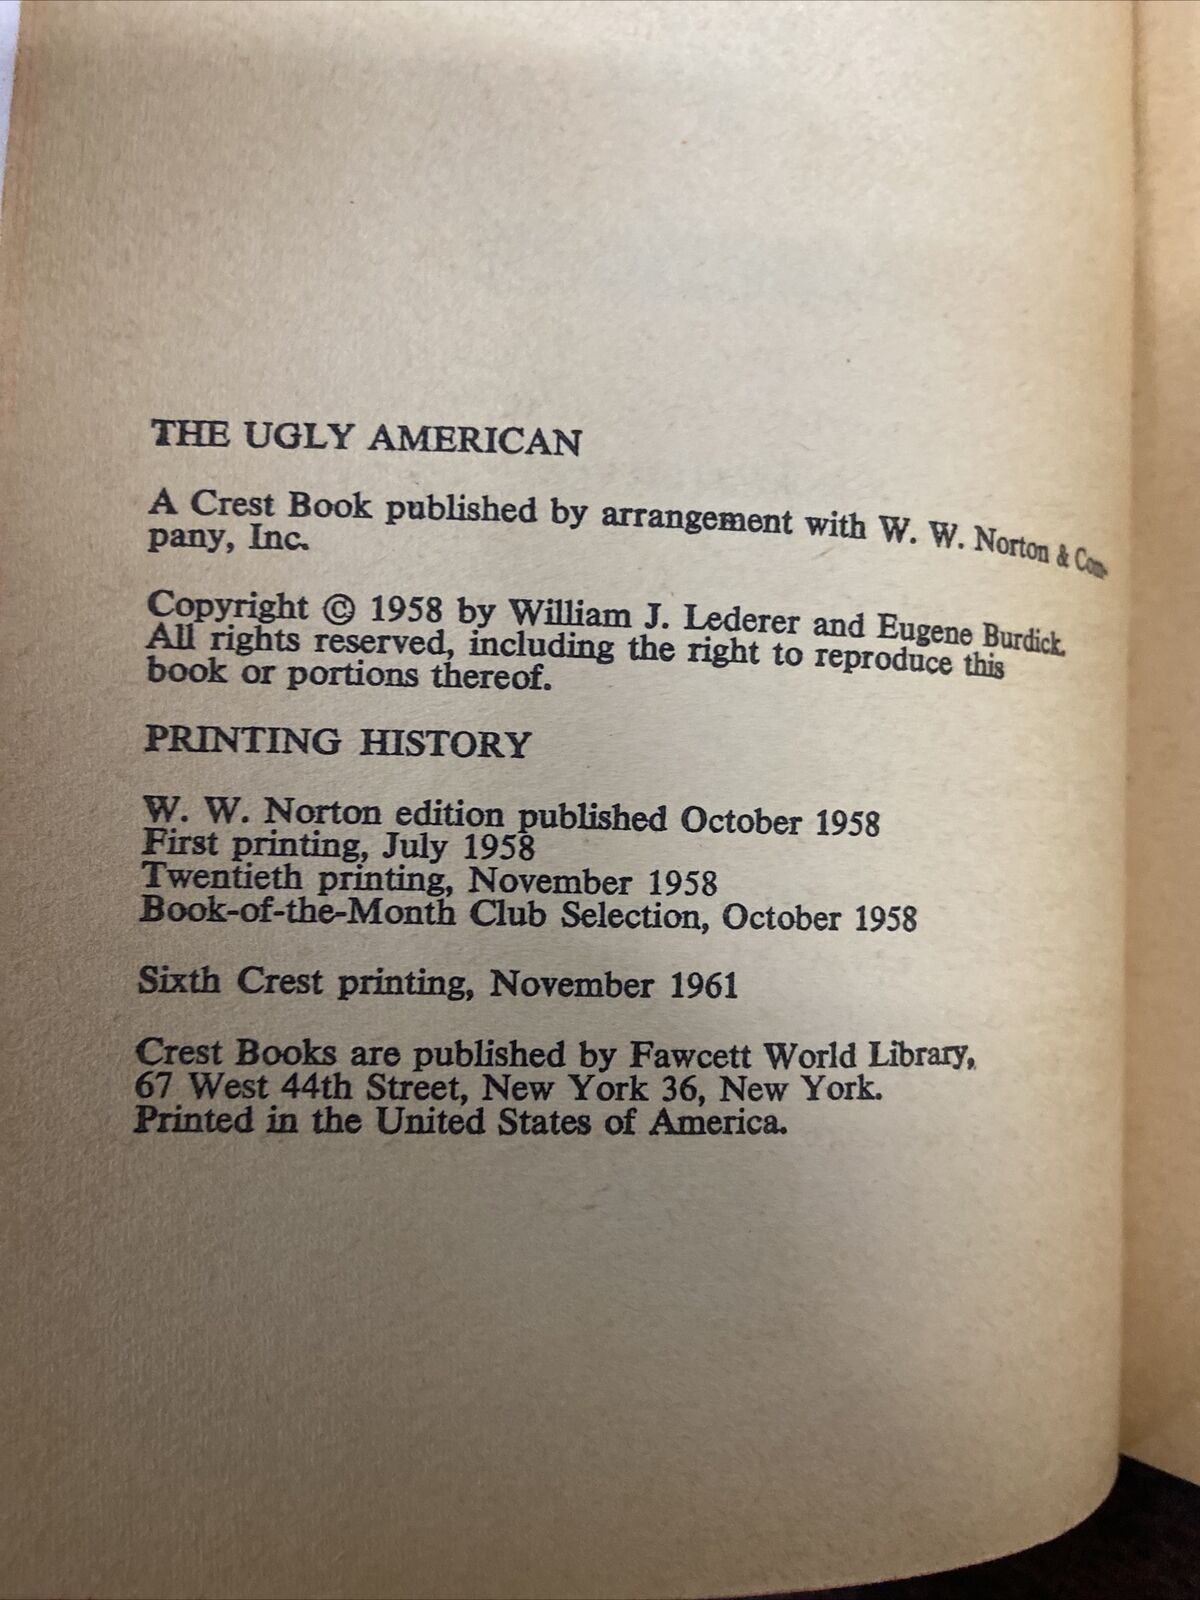 THE UGLY AMERICAN
A Crest Book published by arrangement with W. W. Norton & Com-
pany, Inc.
Copyright © 1958 by William J. Lederer and Eugene Burdick.
All rights reserved, including the right to reproduce this
book or portions thereof.
PRINTING HISTORY
W. W. Norton edition published October 1958
First printing, July 1958
Twentieth printing, November 1958
Book-of-the-Month Club Selection, October 1958
Sixth Crest printing, November 1961
Crest Books are published by Fawcett World Library,
67 West 44th Street, New York 36, New York.
Printed in the United States of America.